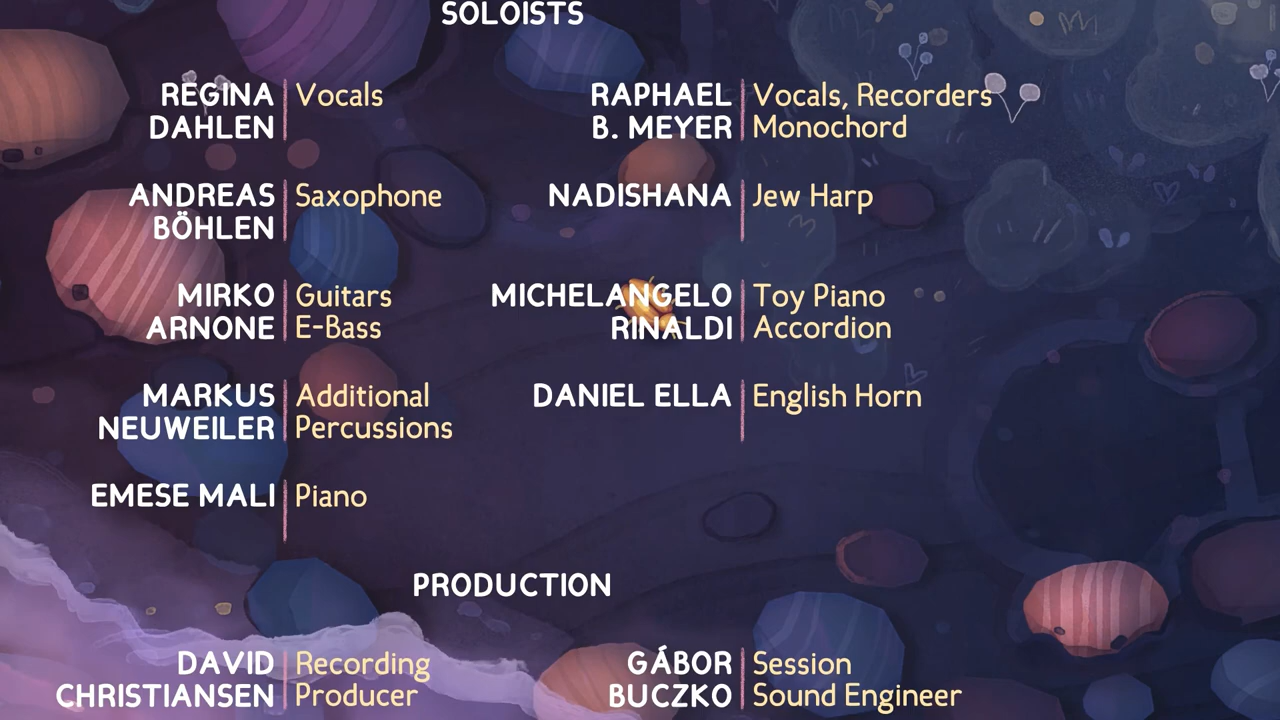 SOLOISTS
REGINA DAHLEN
Vocals
RAPHAEL B. MEYER
Vocals, Recorders
Monochord
ANDREAS BÖHLEN
Saxophone
NADISHANA
Jew Harp
MIRKO ARNONE
Guitars
E-Bass
MICHELANGELO RINALDI
Toy Piano
Accordion
MARKUS NEUWEILER
Additional
Percussions
DANIEL ELLA
English Horn
EMESE MALI
Piano
PRODUCTION
DAVID CHRISTIANSEN
Recording
Producer
GÁBOR BUCZKO
Session
Sound Engineer